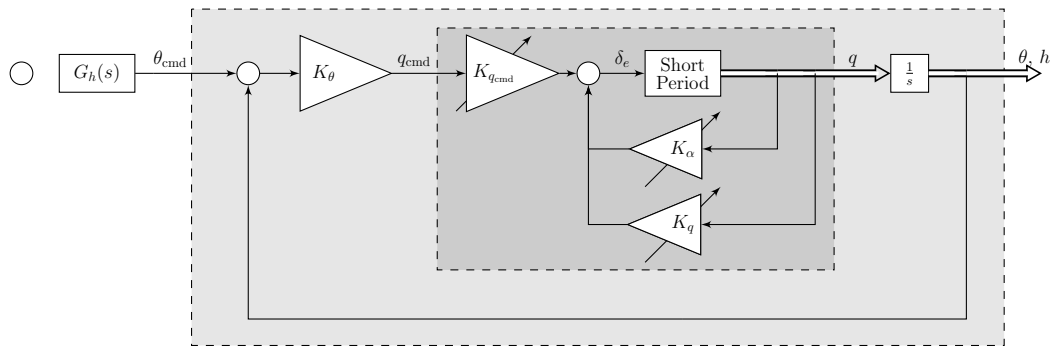 G_h(s)
θ_cmd
K_θ
q_cmd
K_{q_cmd}
δ_e
Short
Period
q
1/s
θ, h
K_α
K_q